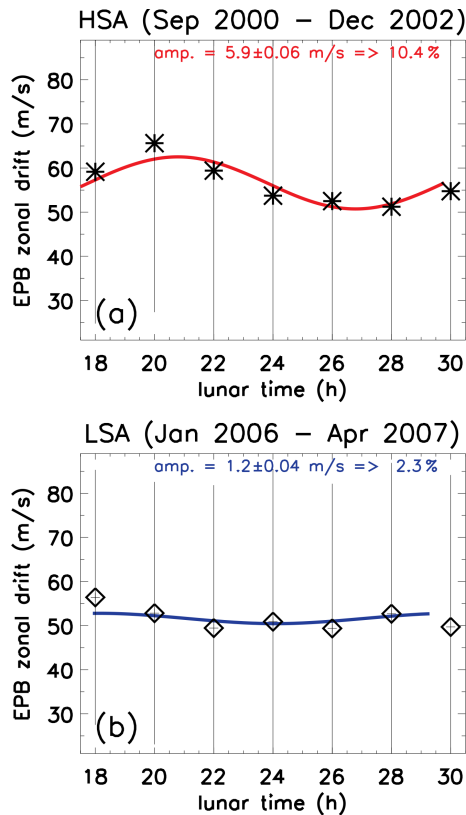 HSA (Sep 2000 – Dec 2002)
amp. = 5.9±0.06 m/s => 10.4%
EPB zonal drift (m/s)
80
70
60
50
40
30
(a)
18 20 22 24 26 28 30
lunar time (h)
LSA (Jan 2006 – Apr 2007)
amp. = 1.2±0.04 m/s => 2.3%
EPB zonal drift (m/s)
80
70
60
50
40
30
(b)
18 20 22 24 26 28 30
lunar time (h)